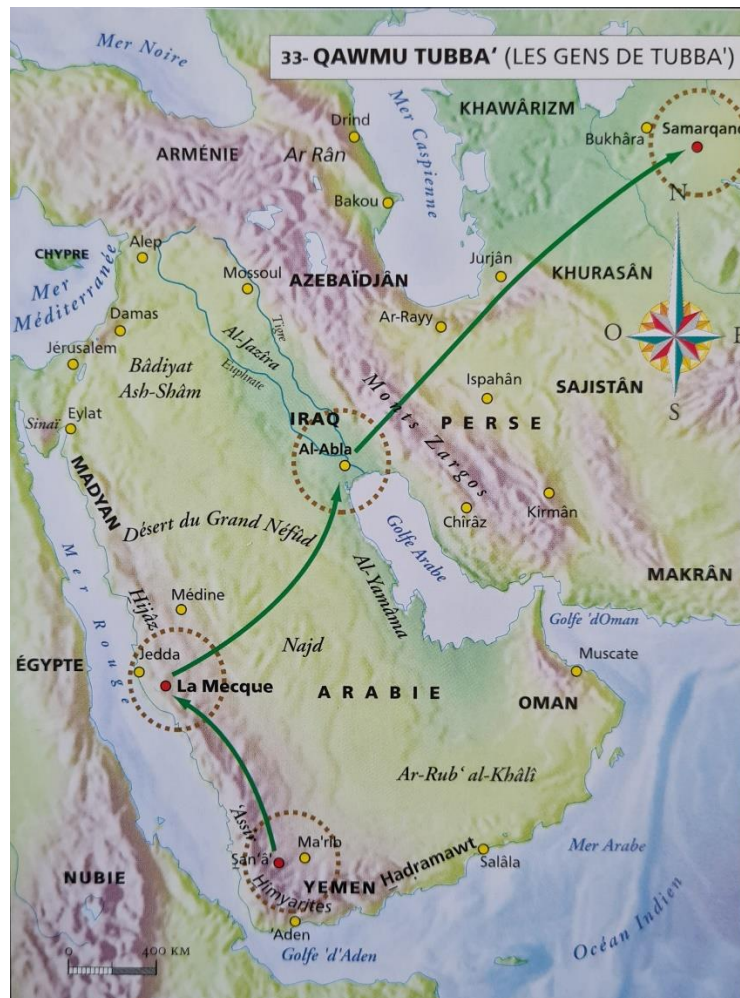 33- QAWMU TUBBA' (LES GENS DE TUBBA')
Mer Noire
Mer Caspienne
KHAWÂRIZM
Drind
Bukhâra
Samarqand
ARMÉNIE
Ar Rân
Bakou
N
CHYPRE
Alep
Mossoul
AZEBAÏDJÂN
Jurjân
KHURASÂN
Mer Méditerranée
Damas
Al-Jazîra
Tigre
Ar-Rayy
O
E
Jérusalem
Bâdiyat
Ash-Shâm
Euphrate
Monts Zargos
Ispahân
SAJISTÂN
S
Sinaï
Eylat
IRAQ
PERSE
Al-Abla
MADYAN
Désert du Grand Néfûd
Golfe Arabe
Chîrâz
Kirmân
Mer Rouge
Hijâz
Médine
Al-Yamâma
MAKRÂN
Golfe 'dOman
ÉGYPTE
Jedda
Najd
Muscate
La Mecque
ARABIE
OMAN
Ar-Rub' al-Khâlî
'Assir
San'â'
Ma'rib
Hadramawt
Salâla
Mer Arabe
NUBIE
YEMEN
Himyarites
'Aden
Golfe 'd'Aden
Océan Indien
0 400 KM